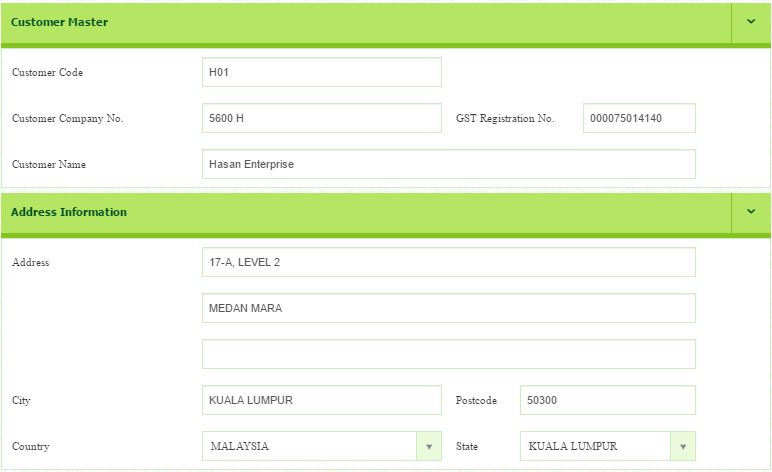 Customer Master
Customer Code H01
Customer Company No. 5600 H GST Registration No. 000075014140
Customer Name Hasan Enterprise
Address Information
Address 17-A, LEVEL 2
MEDAN MARA
City KUALA LUMPUR Postcode 50300
Country MALAYSIA State KUALA LUMPUR